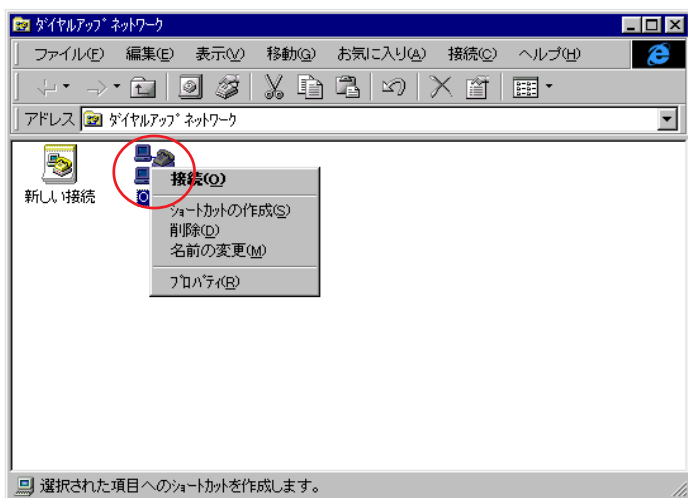 ﾀﾞｲﾔﾙｱｯﾌﾟ ﾈｯﾄﾜｰｸ
ファイル(F) 編集(E) 表示(V) 移動(G) お気に入り(A) 接続(C) ヘルプ(H)
アドレス ﾀﾞｲﾔﾙｱｯﾌﾟ ﾈｯﾄﾜｰｸ
新しい接続
接続(O)
ｼｮｰﾄｶｯﾄの作成(S)
削除(D)
名前の変更(M)
ﾌﾟﾛﾊﾟﾃｨ(R)
選択された項目へのｼｮｰﾄｶｯﾄを作成します。